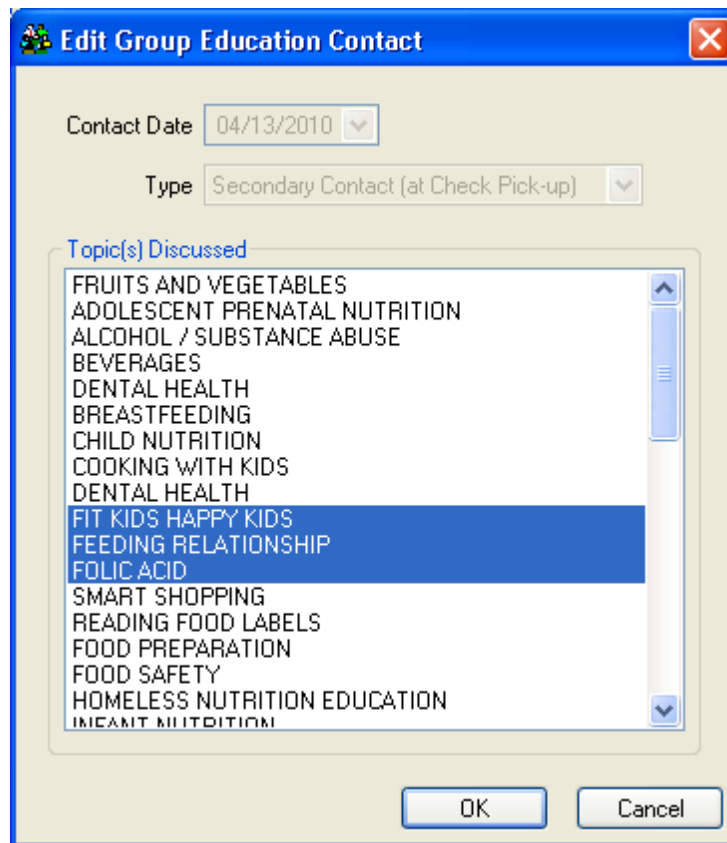 Edit Group Education Contact
Contact Date 04/13/2010
Type Secondary Contact (at Check Pick-up)
Topic(s) Discussed
FRUITS AND VEGETABLES
ADOLESCENT PRENATAL NUTRITION
ALCOHOL / SUBSTANCE ABUSE
BEVERAGES
DENTAL HEALTH
BREASTFEEDING
CHILD NUTRITION
COOKING WITH KIDS
DENTAL HEALTH
FIT KIDS HAPPY KIDS
FEEDING RELATIONSHIP
FOLIC ACID
SMART SHOPPING
READING FOOD LABELS
FOOD PREPARATION
FOOD SAFETY
HOMELESS NUTRITION EDUCATION
INFANT NUTRITION
OK Cancel